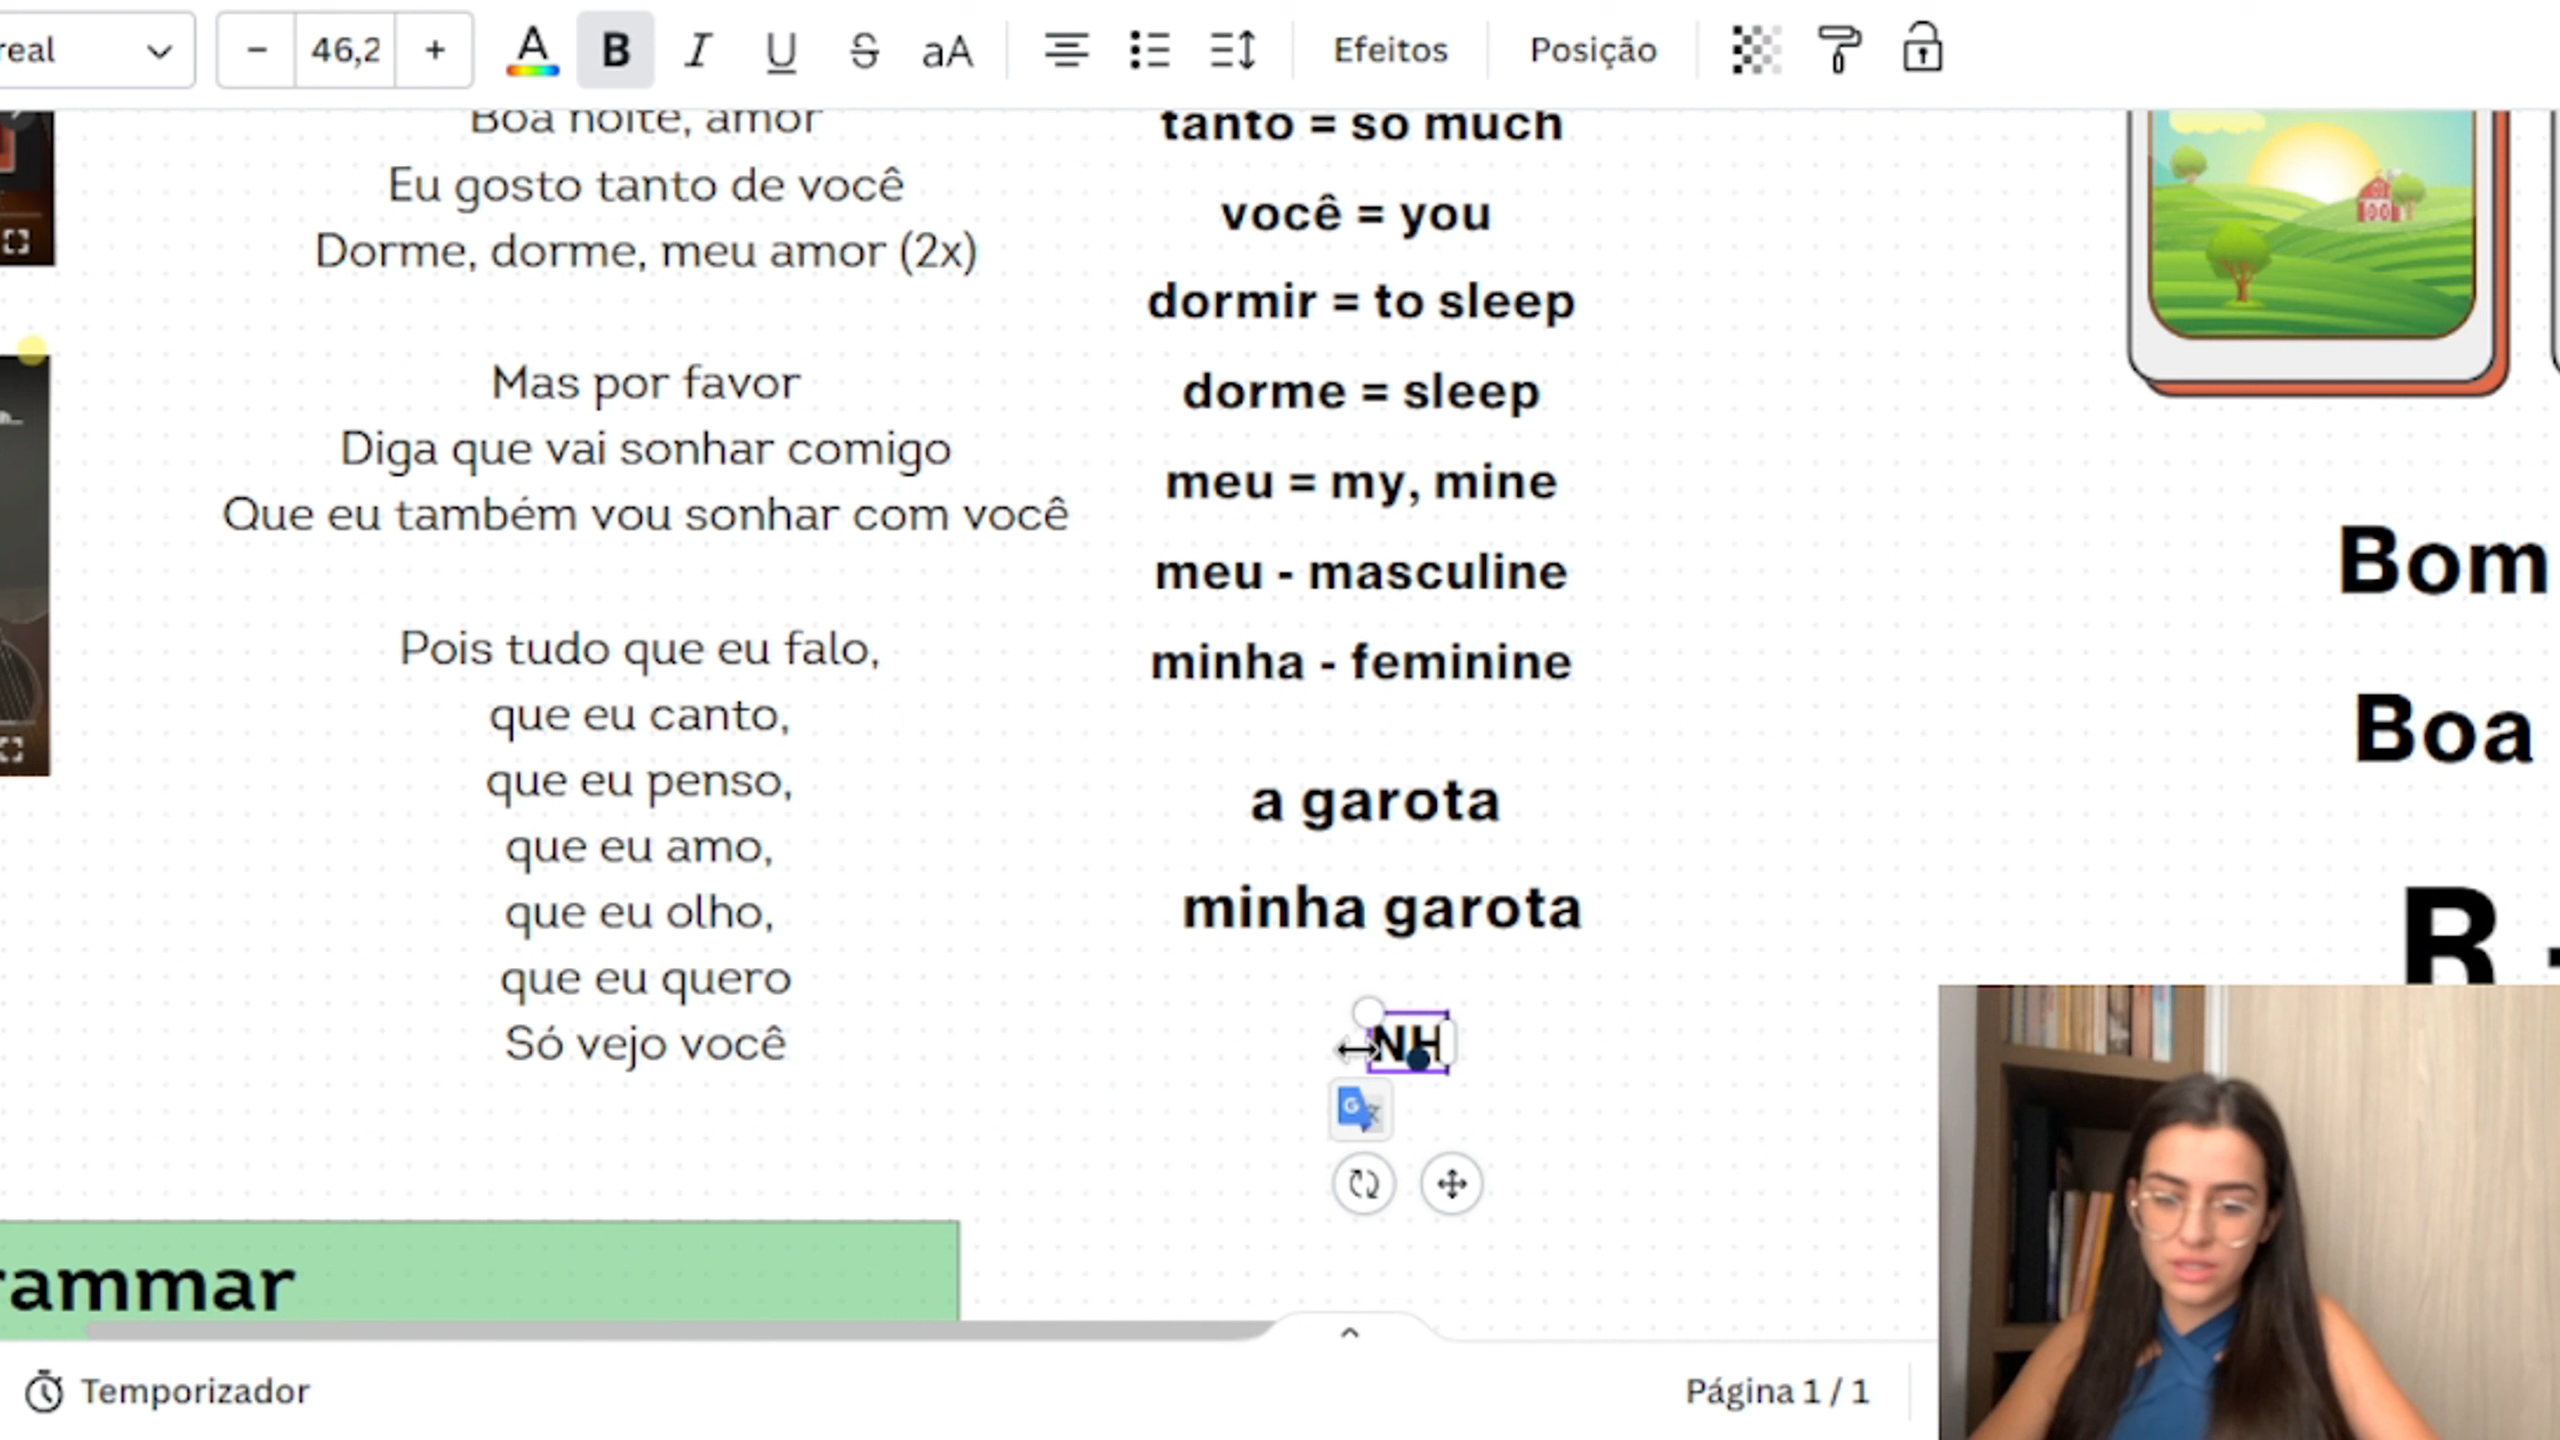 real
46,2
A
B
I
U
S
aA
Efeitos
Posição
Boa noite, amor
Eu gosto tanto de você
Dorme, dorme, meu amor (2x)
Mas por favor
Diga que vai sonhar comigo
Que eu também vou sonhar com você
Pois tudo que eu falo,
que eu canto,
que eu penso,
que eu amo,
que eu olho,
que eu quero
Só vejo você
tanto = so much
você = you
dormir = to sleep
dorme = sleep
meu = my, mine
meu - masculine
minha - feminine
a garota
minha garota
NH
Bom
Boa
rammar
Temporizador
Página 1 / 1